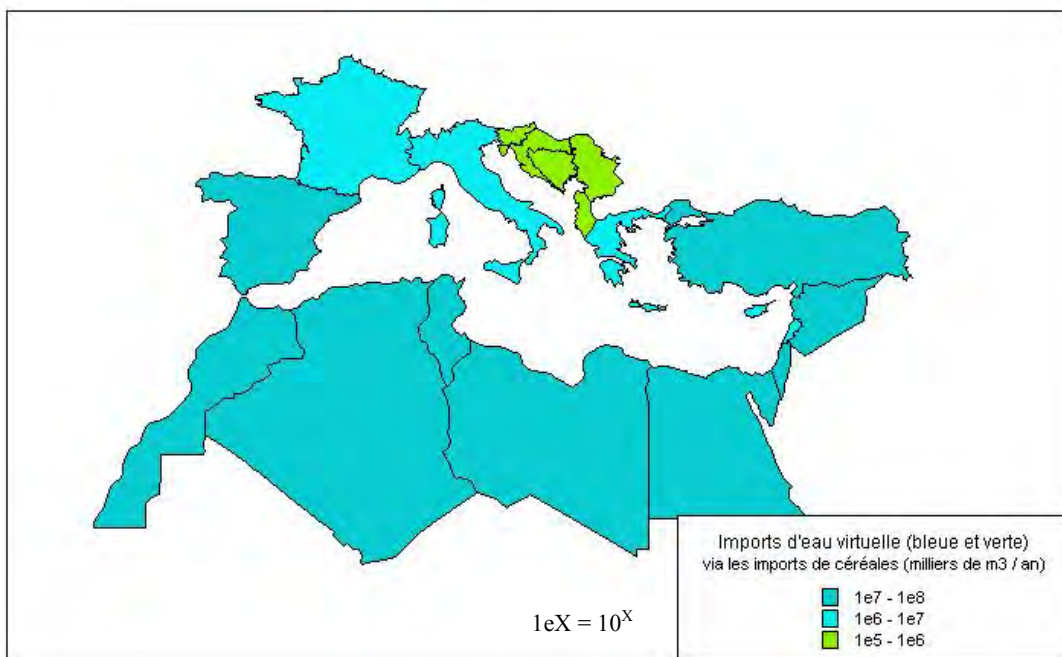 Imports d'eau virtuelle (bleue et verte)
via les imports de céréales (milliers de m3 / an)
1e7 - 1e8
1e6 - 1e7
1e5 - 1e6
1eX = 10^X